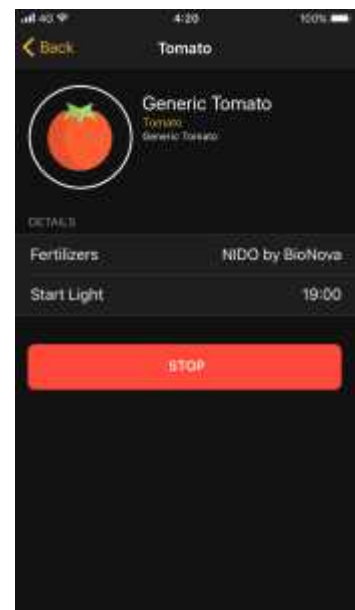 4G 4:20 100%
Back Tomato
Generic Tomato
Tomato
Generic Tomato
DETAILS
Fertilizers NIDO by BioNova
Start Light 19:00
STOP